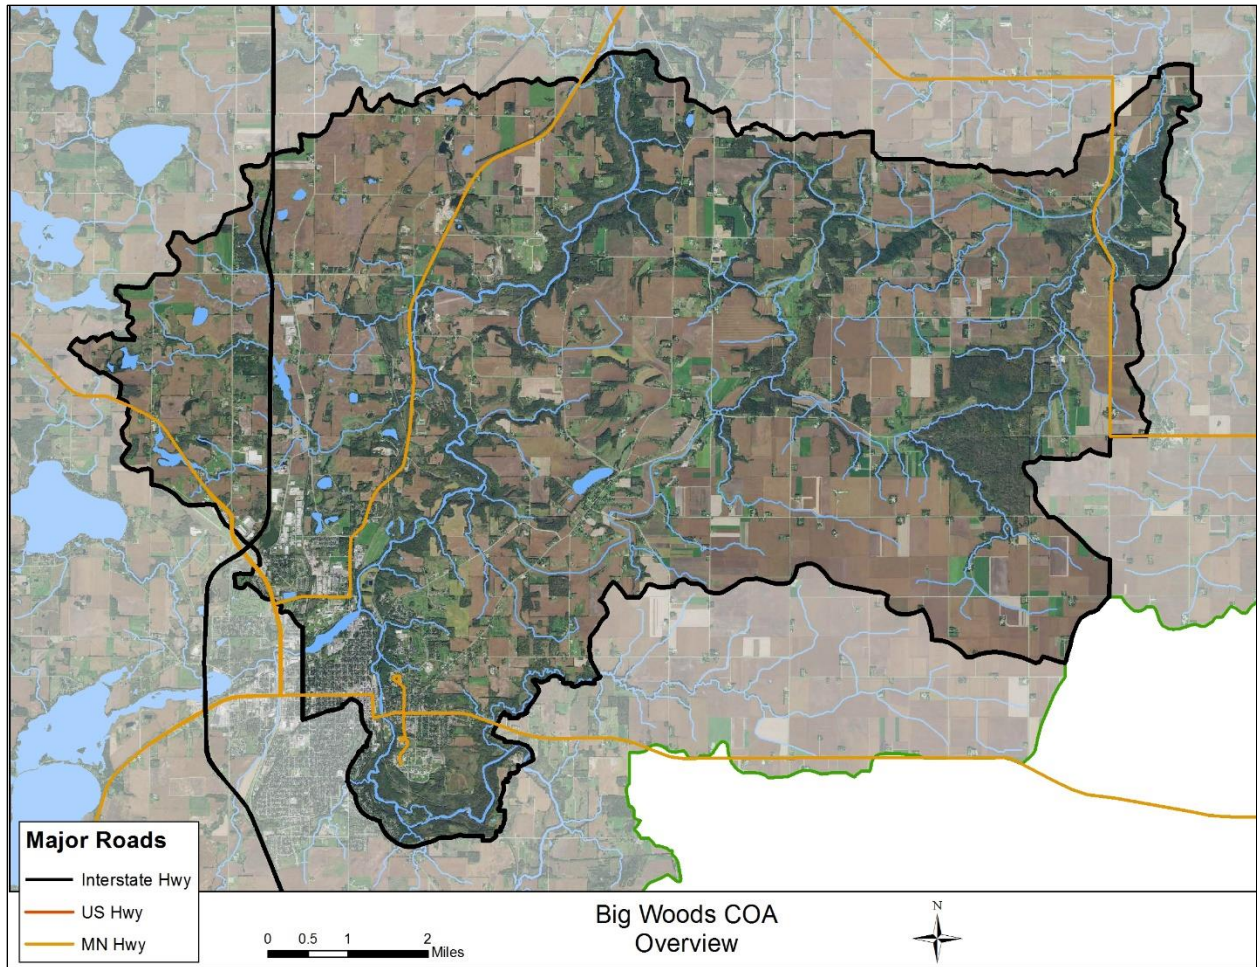 Major Roads
Interstate Hwy
US Hwy
MN Hwy
0 0.5 1 2
Miles
Big Woods COA
Overview
N